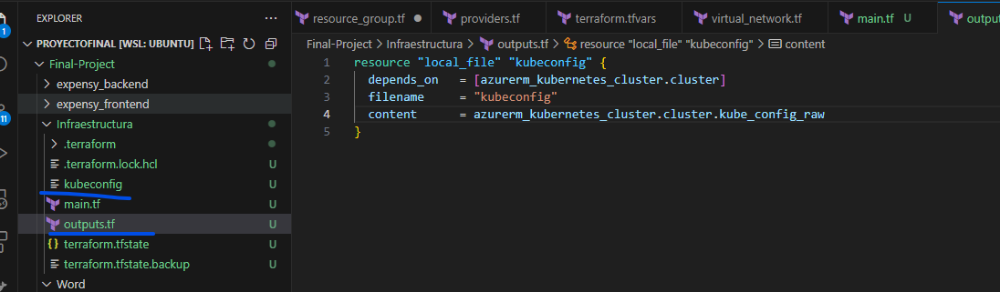 EXPLORER
PROYECTOFINAL [WSL: UBUNTU]
Final-Project
expensy_backend
expensy_frontend
Infraestructura
.terraform
.terraform.lock.hcl U
kubeconfig U
main.tf U
outputs.tf U
terraform.tfstate U
terraform.tfstate.backup U
Word
1
11
resource_group.tf providers.tf terraform.tfvars virtual_network.tf main.tf U outpu
Final-Project > Infraestructura > outputs.tf > resource "local_file" "kubeconfig" > content
1 resource "local_file" "kubeconfig" {
2 depends_on = [azurerm_kubernetes_cluster.cluster]
3 filename = "kubeconfig"
4 content = azurerm_kubernetes_cluster.cluster.kube_config_raw
5 }